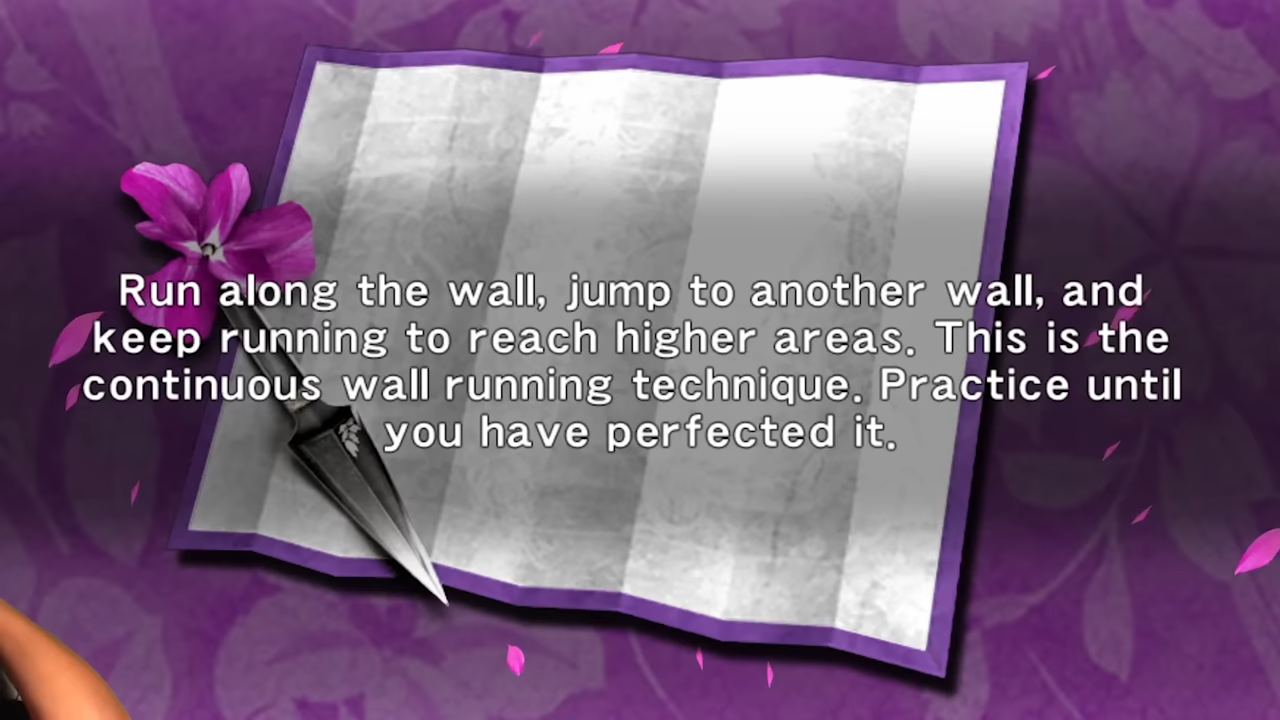 Run along the wall, jump to another wall, and
keep running to reach higher areas. This is the
continuous wall running technique. Practice until
you have perfected it.